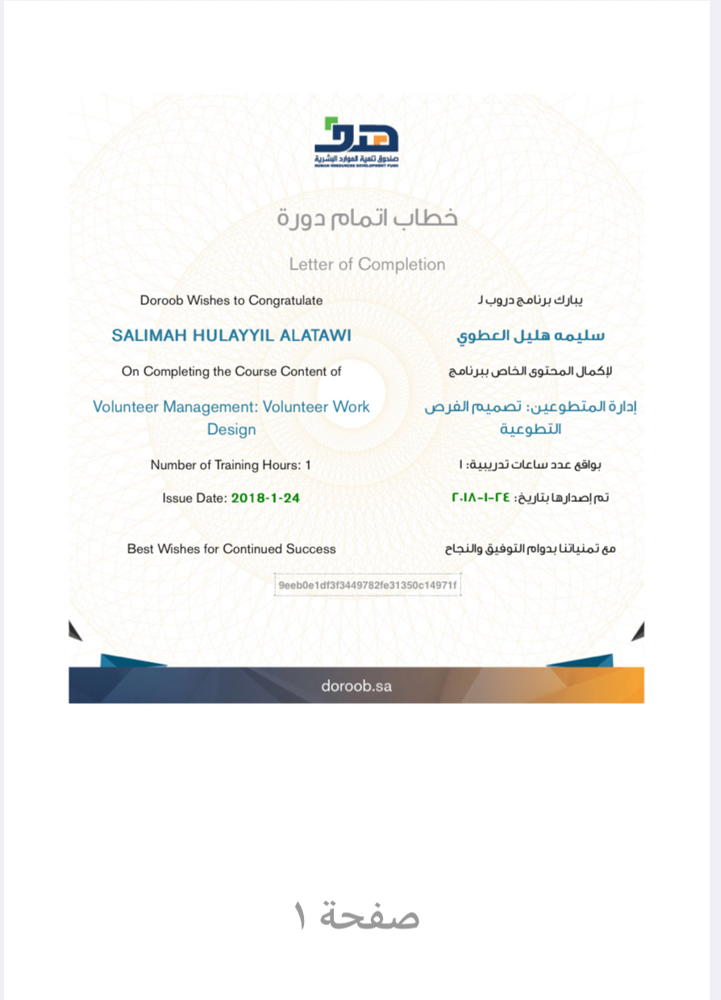 هدف
صندوق تنمية الموارد البشرية
HUMAN RESOURCES DEVELOPMENT FUND
خطاب اتمام دورة
Letter of Completion
Doroob Wishes to Congratulate
يبارك برنامج دروب لـ
SALIMAH HULAYYIL ALATAWI
سليمه هليل العطوي
On Completing the Course Content of
لإكمال المحتوى الخاص ببرنامج
Volunteer Management: Volunteer Work
Design
إدارة المتطوعين: تصميم الفرص
التطوعية
Number of Training Hours: 1
بواقع عدد ساعات تدريبية: ١
Issue Date: 2018-1-24
تم إصدارها بتاريخ: ٢٤-١-٢٠١٨
Best Wishes for Continued Success
مع تمنياتنا بدوام التوفيق والنجاح
9eeb0e1df3f3449782fe31350c14971f
doroob.sa
صفحة ١